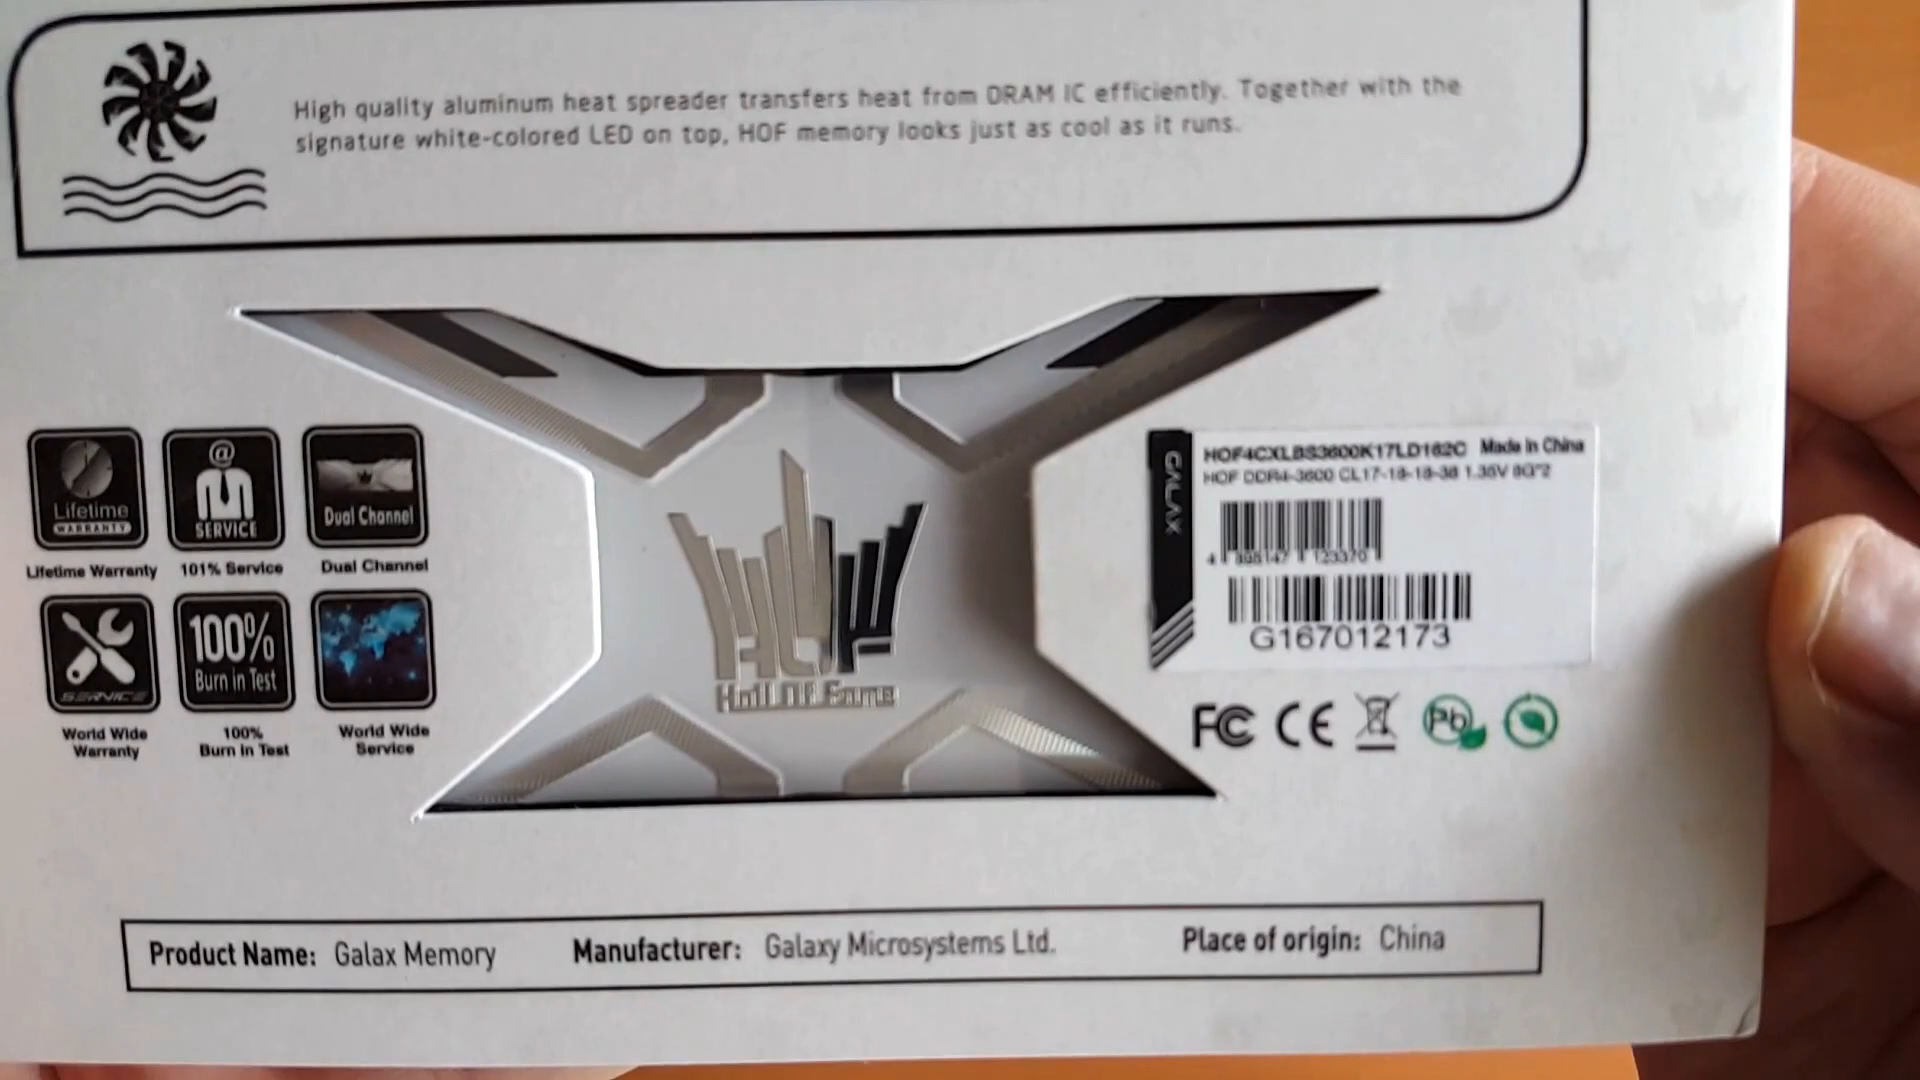 High quality aluminum heat spreader transfers heat from DRAM IC efficiently. Together with the
signature white-colored LED on top, HOF memory looks just as cool as it runs.
Lifetime
WARRANTY
Lifetime Warranty
@
SERVICE
101% Service
Dual Channel
Dual Channel
SERVICE
World Wide
Warranty
100%
Burn in Test
100%
Burn in Test
World Wide
Service
HOF
Hall Of Fame
GALAX
HOF4CXLBS3600K17LD162C Made in China
HOF DDR4-3600 CL17-18-18-38 1.35V 8G*2
G167012173
FC CE
Pb
Product Name: Galax Memory
Manufacturer: Galaxy Microsystems Ltd.
Place of origin: China